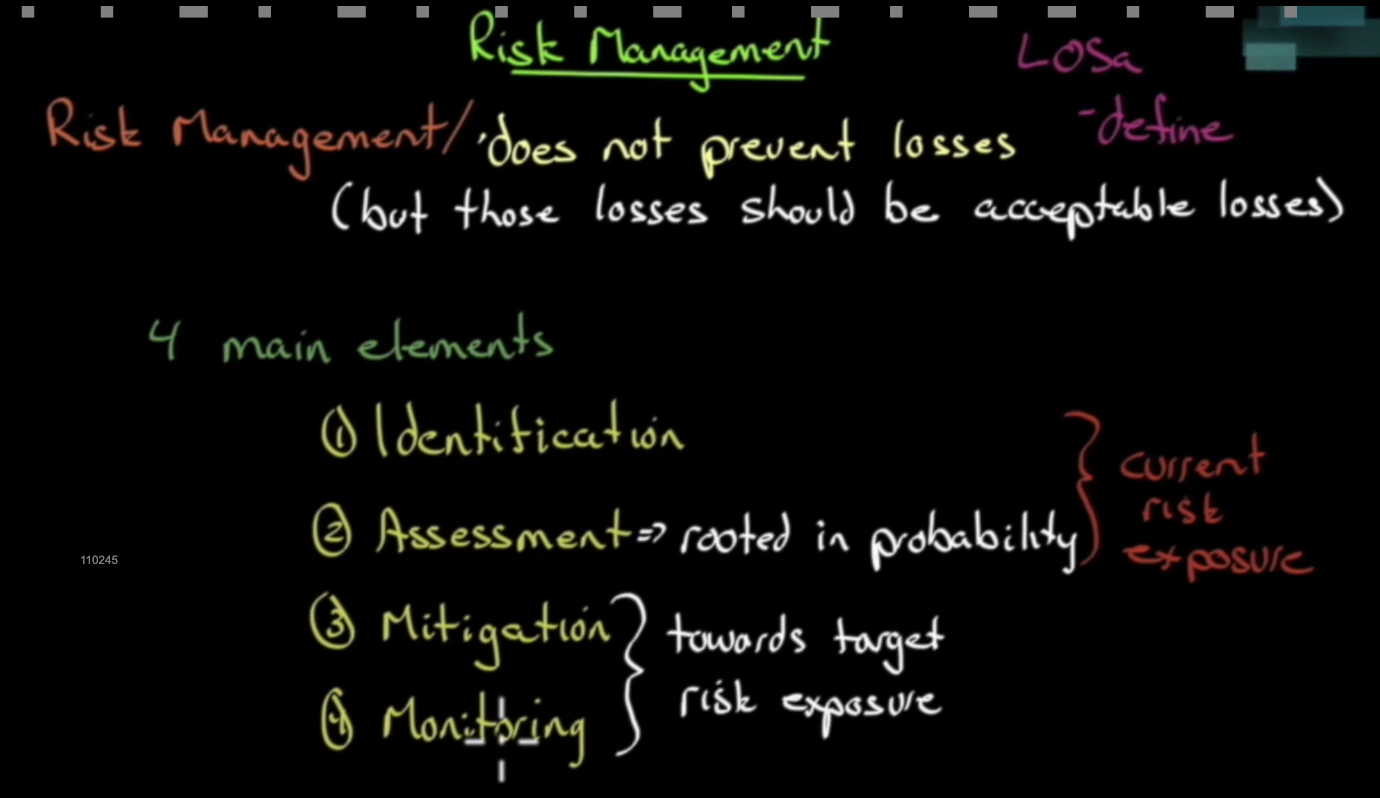 Risk Management
LOSa
-define
Risk Management/ does not prevent losses
(but those losses should be acceptable losses)
4 main elements
① Identification
② Assessment => rooted in probability
current
risk
exposure
③ Mitigation
④ Monitoring
towards target
risk exposure
110245